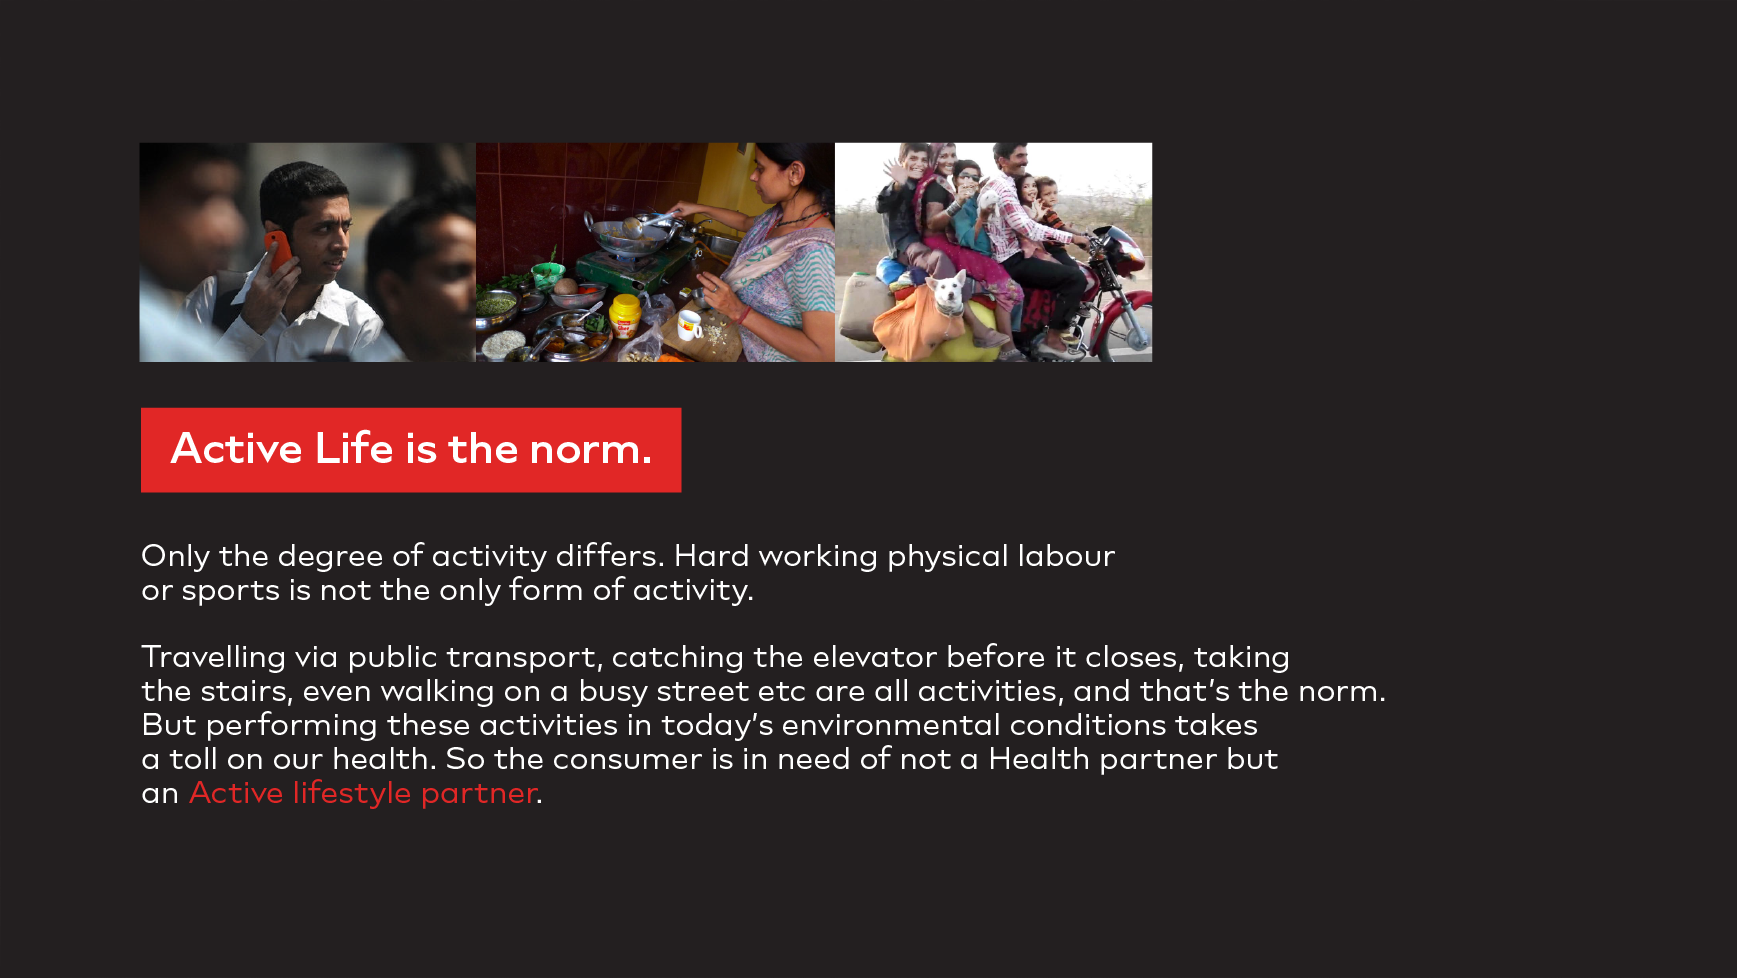 Active Life is the norm.
Only the degree of activity differs. Hard working physical labour
or sports is not the only form of activity.
Travelling via public transport, catching the elevator before it closes, taking
the stairs, even walking on a busy street etc are all activities, and that’s the norm.
But performing these activities in today’s environmental conditions takes
a toll on our health. So the consumer is in need of not a Health partner but
an Active lifestyle partner.